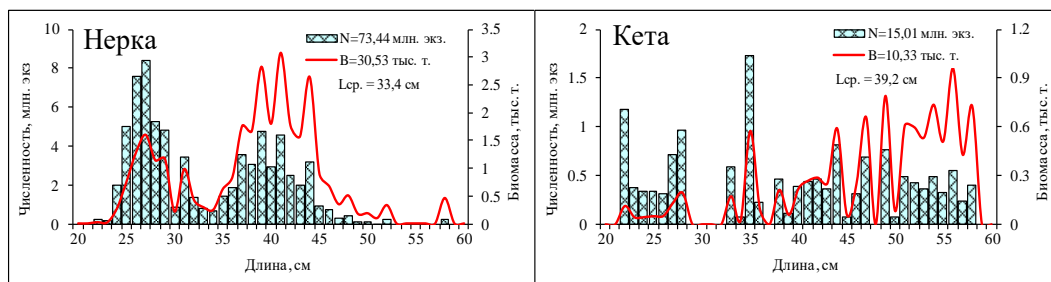 Нерка
N=73,44 млн. экз.
B=30,53 тыс. т.
Lср. = 33,4 см
Численность, млн. экз
10
8
6
4
2
0
3.5
3
2.5
2
1.5
1
0.5
0
Биомасса, тыс. т.
20 25 30 35 40 46 50 55 60
Длина, см
Кета
N=15,01 млн. экз.
B=10,33 тыс. т.
Lср. = 39,2 см
Численность, млн. экз
2
1.5
1
0.5
0
1.2
0.9
0.6
0.3
0
Биомасса, тыс. т.
20 25 30 35 40 45 50 55 60
Длина, см